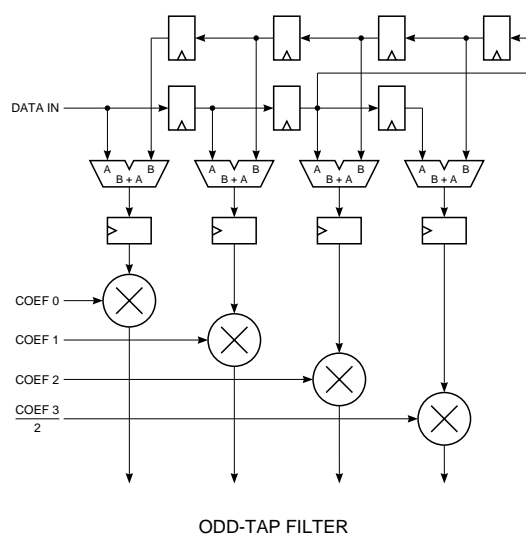 DATA IN
A B A B A B A B
B + A B + A B + A B + A
COEF 0
COEF 1
COEF 2
COEF 3
2
ODD-TAP FILTER